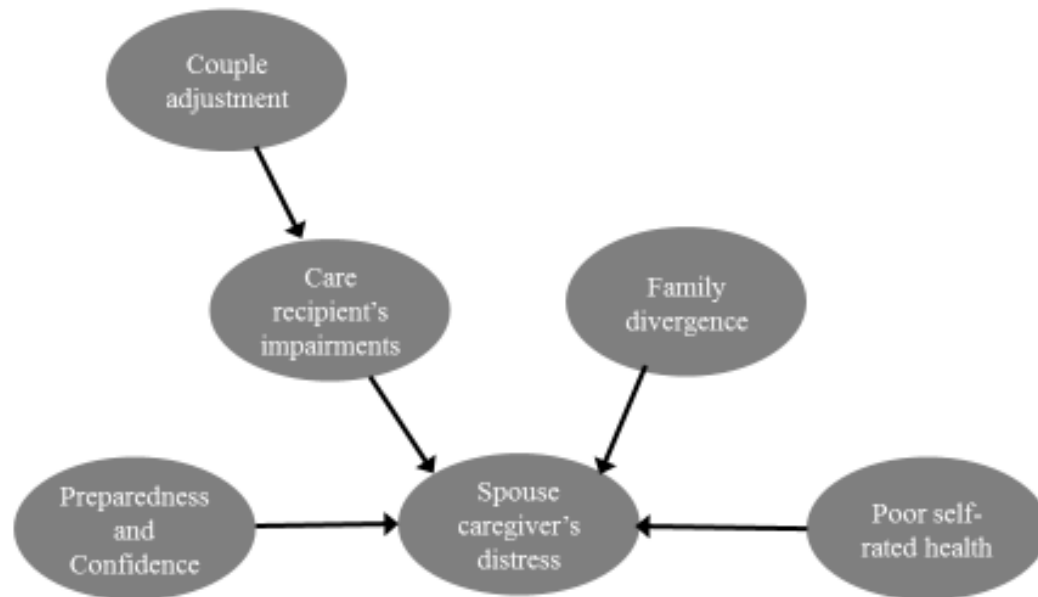 Couple
adjustment
Care
recipient's
impairments
Family
divergence
Preparedness
and
Confidence
Spouse
caregiver's
distress
Poor self-
rated health